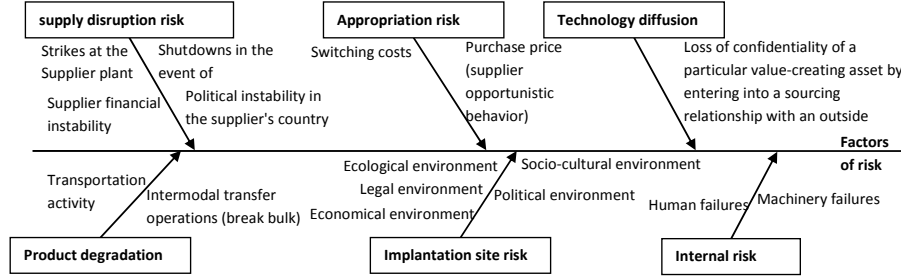 supply disruption risk
Appropriation risk
Technology diffusion
Strikes at the
Supplier plant
Shutdowns in the
event of
Supplier financial
instability
Political instability in
the supplier's country
Switching costs
Purchase price
(supplier
opportunistic
behavior)
Loss of confidentiality of a
particular value-creating asset by
entering into a sourcing
relationship with an outside
Factors
of risk
Transportation
activity
Intermodal transfer
operations (break bulk)
Ecological environment
Legal environment
Economical environment
Socio-cultural environment
Political environment
Human failures
Machinery failures
Product degradation
Implantation site risk
Internal risk